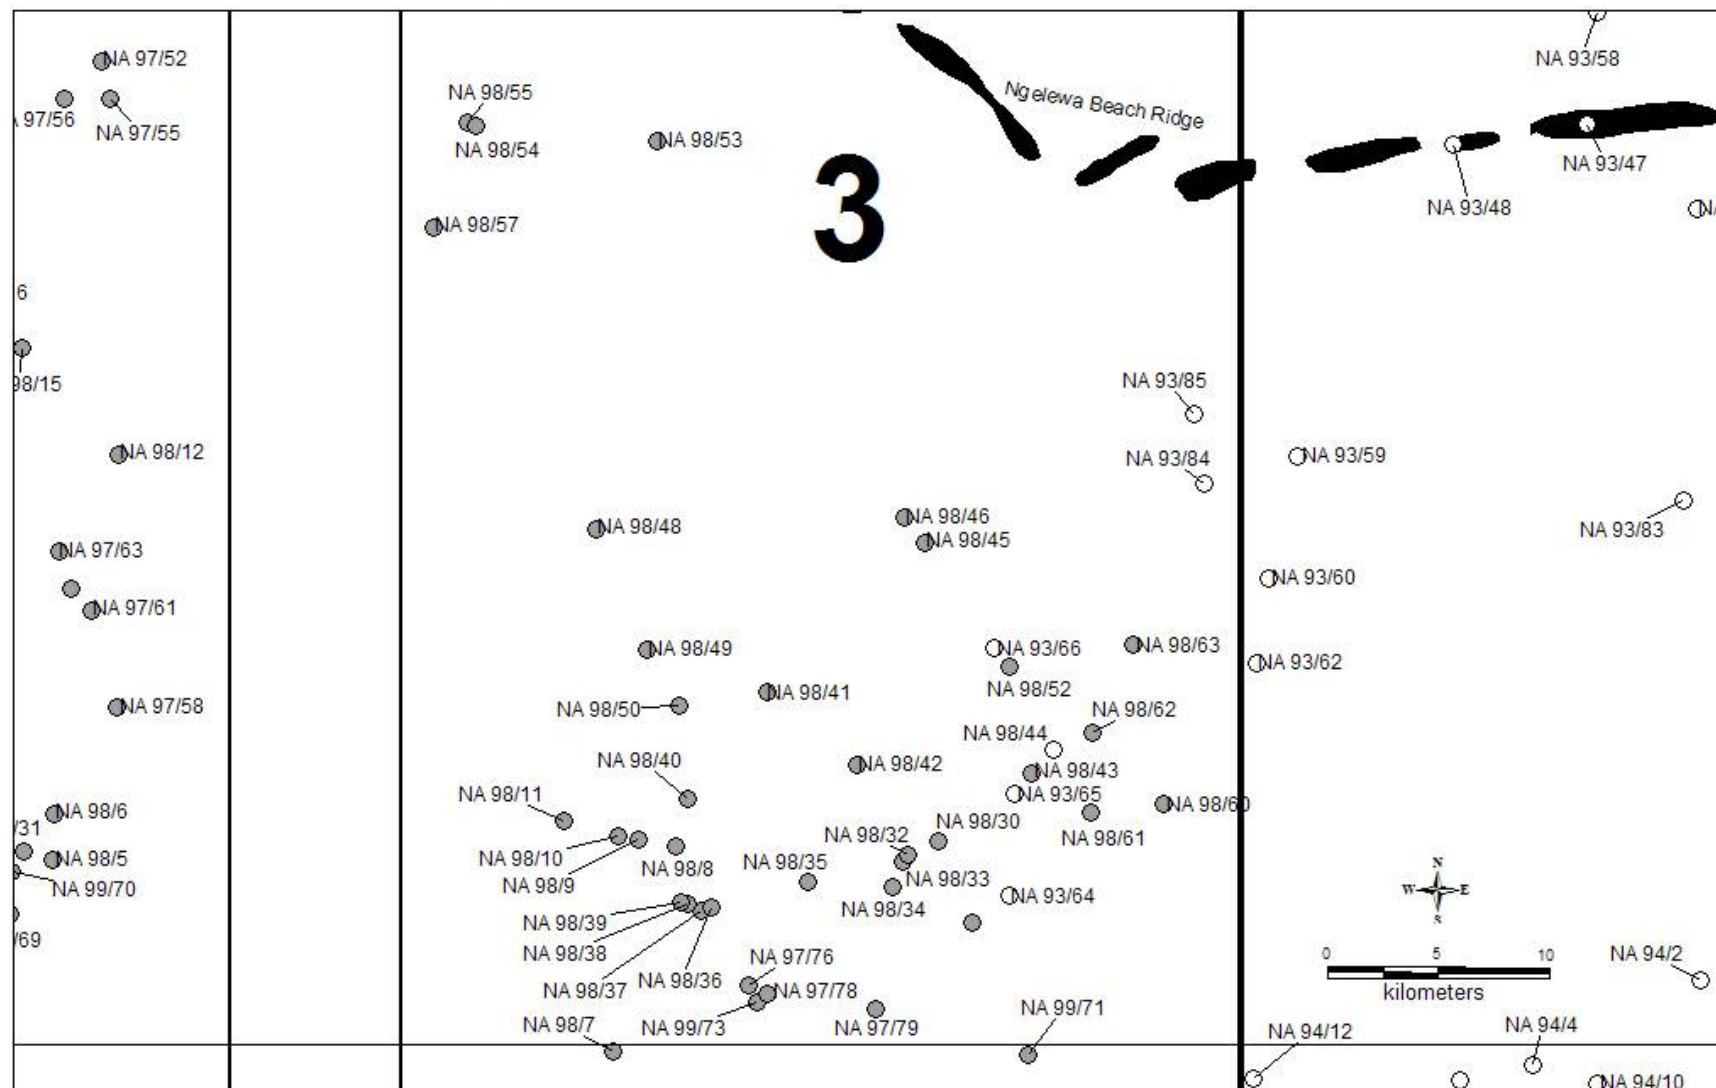 NA 97/52
NA 93/58
NA 98/55
Ngelewa Beach Ridge
97/56
NA 97/55
NA 98/54
NA 98/53
NA 93/47
3
NA 93/48
NA 98/57
6
98/15
NA 93/85
NA 98/12
NA 93/84
NA 93/59
NA 98/48
NA 98/46
NA 98/45
NA 93/83
NA 97/63
NA 93/60
NA 97/61
NA 98/49
NA 93/66
NA 98/63
NA 93/62
NA 98/52
NA 98/41
NA 98/50
NA 97/58
NA 98/62
NA 98/44
NA 98/40
NA 98/42
NA 98/43
NA 98/11
NA 93/65
NA 98/60
NA 98/6
/31
NA 98/30
NA 98/32
NA 98/61
NA 98/5
NA 98/10
NA 98/8
NA 98/35
NA 98/9
NA 98/33
NA 99/70
NA 98/34
NA 93/64
N
W E
S
/69
NA 98/39
NA 98/38
NA 97/76
0 5 10
kilometers
NA 94/2
NA 98/37
NA 98/36
NA 97/78
NA 98/7
NA 99/73
NA 97/79
NA 99/71
NA 94/12
NA 94/4
NA 94/10